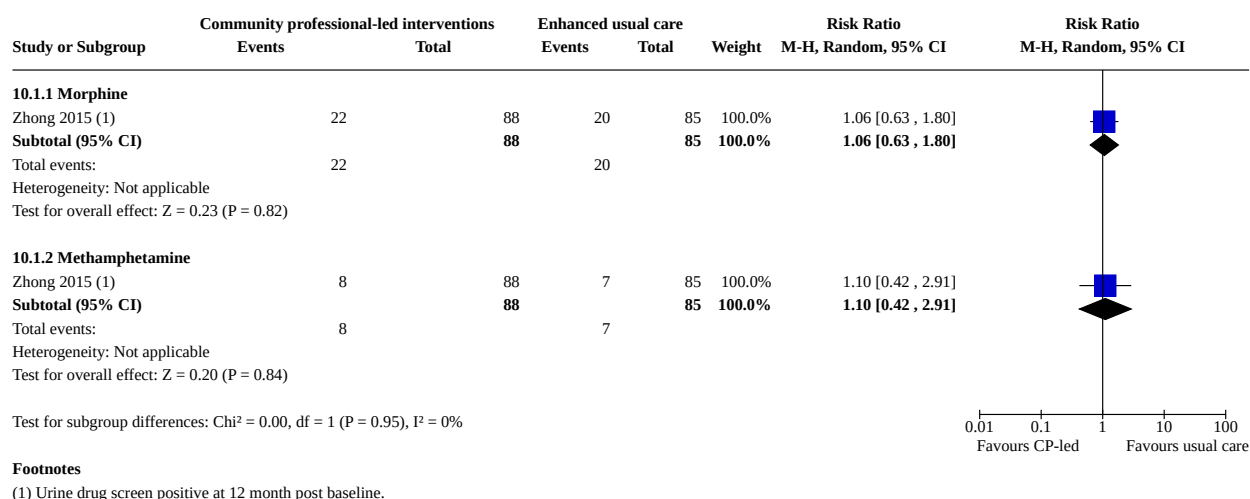 Community professional-led interventions Enhanced usual care Risk Ratio Risk Ratio
Study or Subgroup Events Total Events Total Weight M-H, Random, 95% CI M-H, Random, 95% CI
10.1.1 Morphine
Zhong 2015 (1) 22 88 20 85 100.0% 1.06 [0.63 , 1.80]
Subtotal (95% CI) 88 85 100.0% 1.06 [0.63 , 1.80]
Total events: 22 20
Heterogeneity: Not applicable
Test for overall effect: Z = 0.23 (P = 0.82)
10.1.2 Methamphetamine
Zhong 2015 (1) 8 88 7 85 100.0% 1.10 [0.42 , 2.91]
Subtotal (95% CI) 88 85 100.0% 1.10 [0.42 , 2.91]
Total events: 8 7
Heterogeneity: Not applicable
Test for overall effect: Z = 0.20 (P = 0.84)
Test for subgroup differences: Chi² = 0.00, df = 1 (P = 0.95), I² = 0%
0.01 0.1 1 10 100
Favours CP-led Favours usual care
Footnotes
(1) Urine drug screen positive at 12 month post baseline.